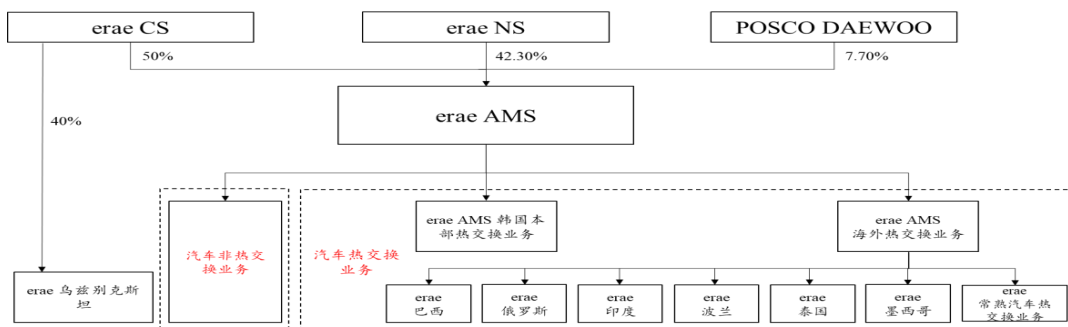 erae CS
erae NS
POSCO DAEWOO
50%
42.30%
7.70%
40%
erae AMS
汽车非热交
换业务
汽车热交换
业务
erae AMS 韩国本
部热交换业务
erae AMS
海外热交换业务
erae 乌兹别克斯
坦
erae
巴西
erae
俄罗斯
erae
印度
erae
波兰
erae
泰国
erae
墨西哥
erae
常熟汽车热
交换业务